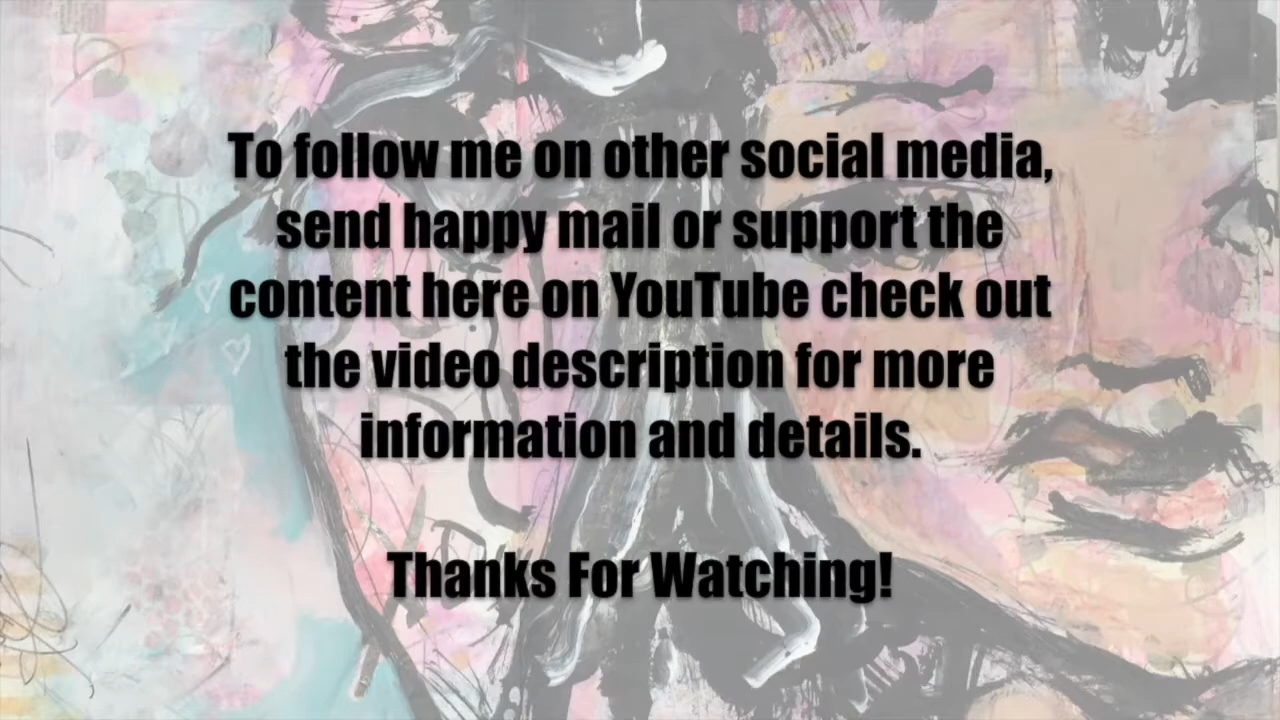 To follow me on other social media,
send happy mail or support the
content here on YouTube check out
the video description for more
information and details.
Thanks For Watching!